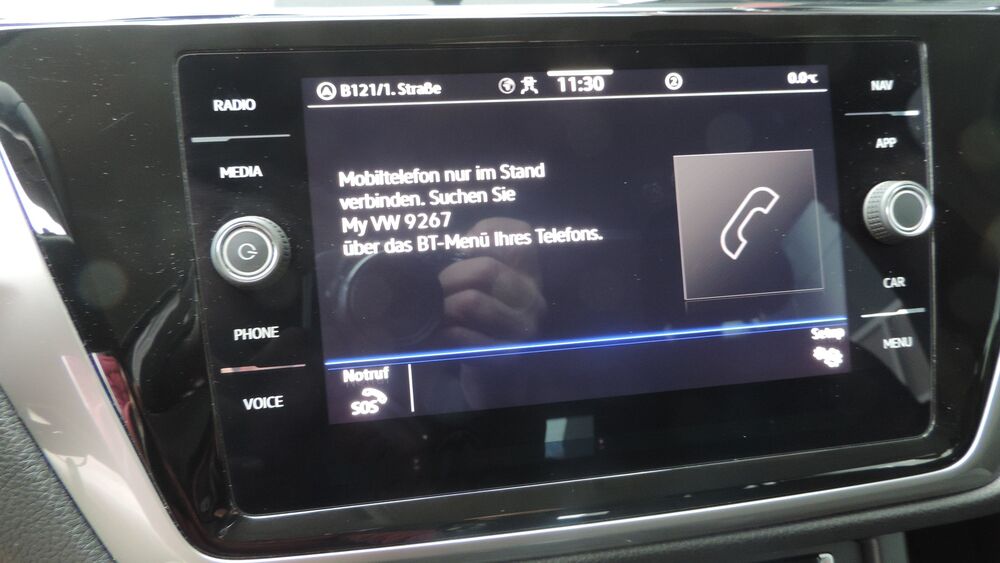 B121/1. Straße
11:30
2
0.0°C
RADIO
MEDIA
PHONE
VOICE
Mobiltelefon nur im Stand
verbinden. Suchen Sie
My VW 9267
über das BT-Menü Ihres Telefons.
Notruf
SOS
Setup
NAV
APP
CAR
MENU